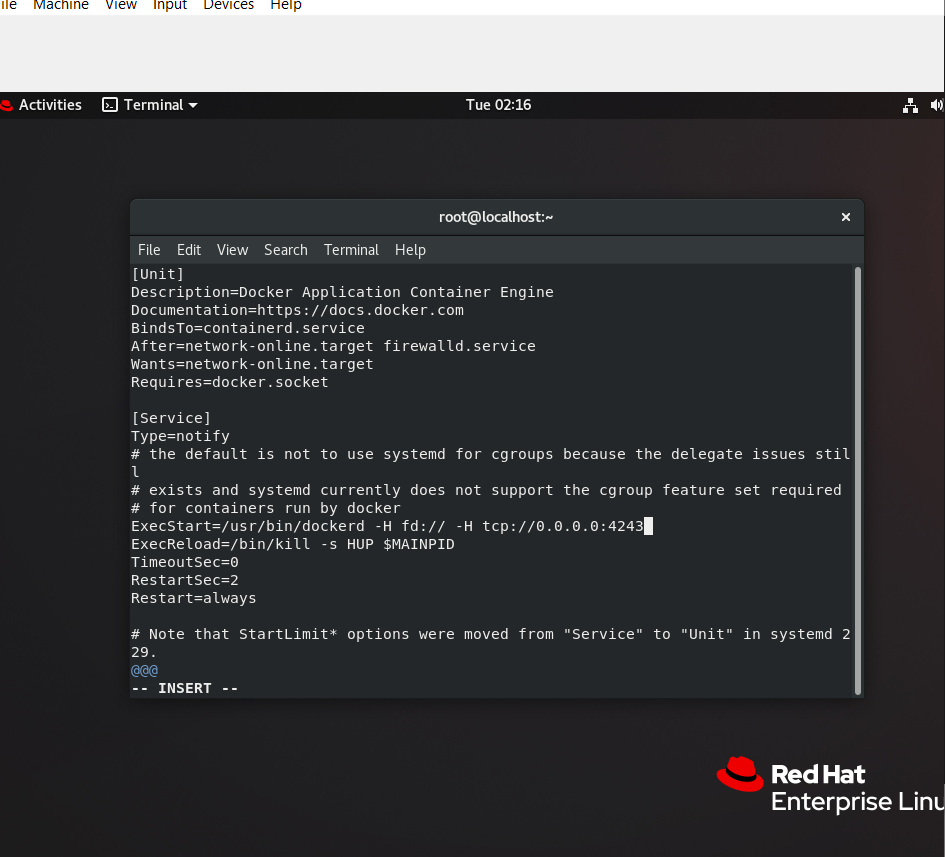 ile Machine View Input Devices Help
Activities Terminal Tue 02:16
root@localhost:~ ×
File Edit View Search Terminal Help
[Unit]
Description=Docker Application Container Engine
Documentation=https://docs.docker.com
BindsTo=containerd.service
After=network-online.target firewalld.service
Wants=network-online.target
Requires=docker.socket
[Service]
Type=notify
# the default is not to use systemd for cgroups because the delegate issues stil
l
# exists and systemd currently does not support the cgroup feature set required
# for containers run by docker
ExecStart=/usr/bin/dockerd -H fd:// -H tcp://0.0.0.0:4243
ExecReload=/bin/kill -s HUP $MAINPID
TimeoutSec=0
RestartSec=2
Restart=always
# Note that StartLimit* options were moved from "Service" to "Unit" in systemd 2
29.
@@@
-- INSERT --
Red Hat
Enterprise Linu